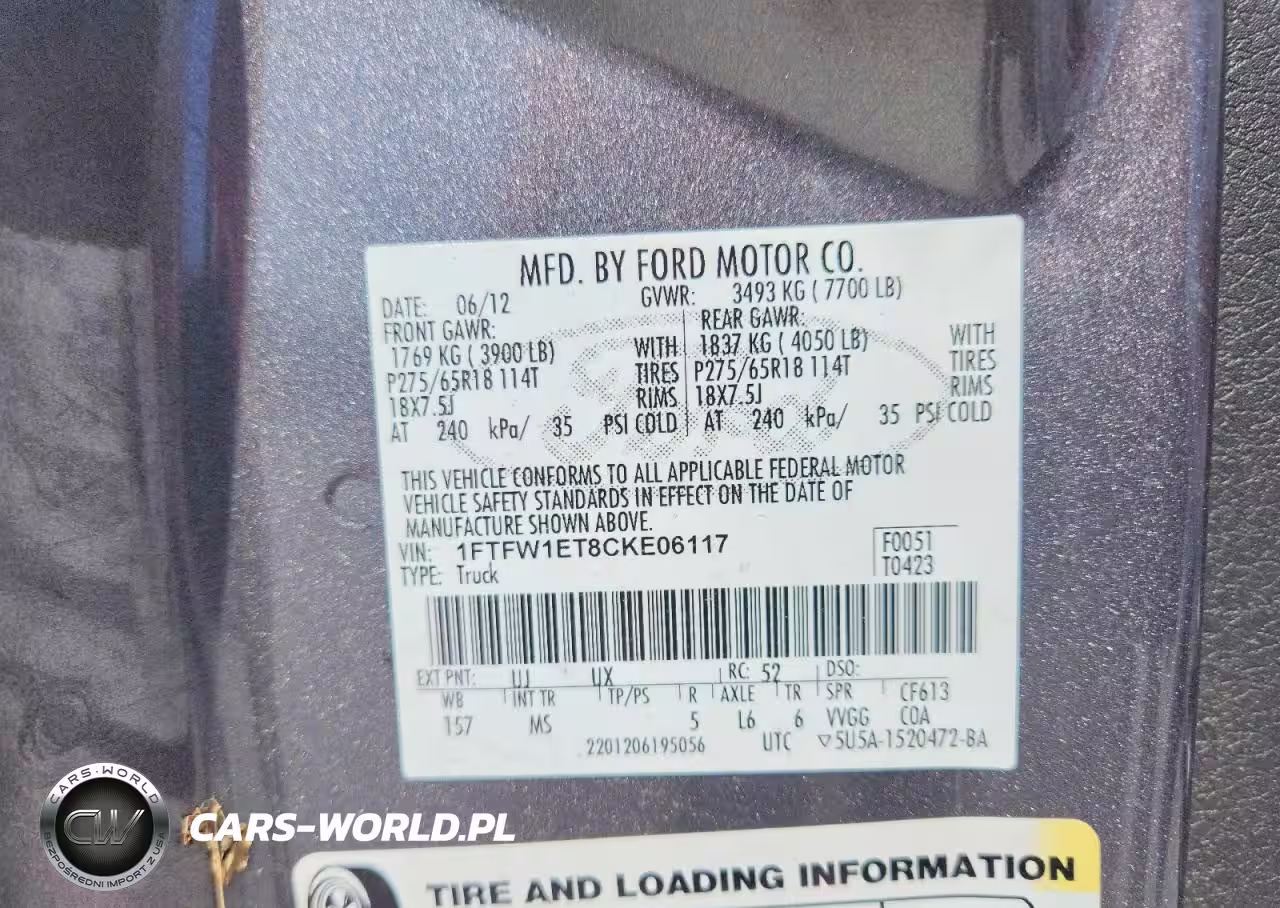 MFD. BY FORD MOTOR CO.
DATE: 06/12 GVWR: 3493 KG ( 7700 LB)
FRONT GAWR: REAR GAWR:
1769 KG ( 3900 LB) WITH 1837 KG ( 4050 LB) WITH
P275/65R18 114T TIRES P275/65R18 114T TIRES
18X7.5J RIMS 18X7.5J RIMS
AT 240 kPa/ 35 PSI COLD AT 240 kPa/ 35 PSI COLD
THIS VEHICLE CONFORMS TO ALL APPLICABLE FEDERAL MOTOR
VEHICLE SAFETY STANDARDS IN EFFECT ON THE DATE OF
MANUFACTURE SHOWN ABOVE.
VIN: 1FTFW1ET8CKE06117 F0051
TYPE: Truck T0423
EXT PNT: UJ UX RC: 52 DSO:
WB INT TR TP/PS R AXLE TR SPR CF613
157 MS 5 L6 6 VVGG COA
2201206195056 UTC ▽5U5A-1520472-BA
CARS-WORLD
CW
BEZPOŚREDNI IMPORT Z USA
CARS-WORLD.PL
TIRE AND LOADING INFORMATION